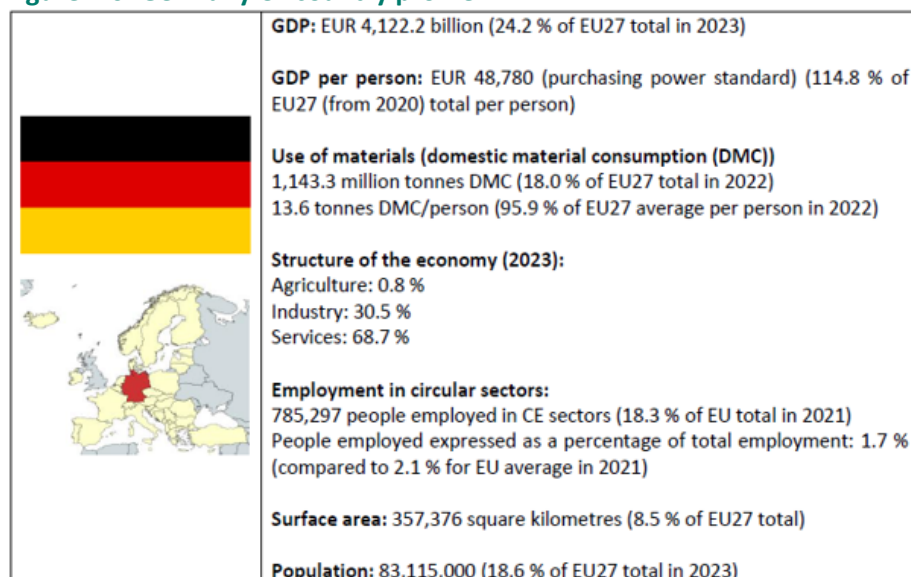 GDP: EUR 4,122.2 billion (24.2 % of EU27 total in 2023)
GDP per person: EUR 48,780 (purchasing power standard) (114.8 % of
EU27 (from 2020) total per person)
Use of materials (domestic material consumption (DMC))
1,143.3 million tonnes DMC (18.0 % of EU27 total in 2022)
13.6 tonnes DMC/person (95.9 % of EU27 average per person in 2022)
Structure of the economy (2023):
Agriculture: 0.8 %
Industry: 30.5 %
Services: 68.7 %
Employment in circular sectors:
785,297 people employed in CE sectors (18.3 % of EU total in 2021)
People employed expressed as a percentage of total employment: 1.7 %
(compared to 2.1 % for EU average in 2021)
Surface area: 357,376 square kilometres (8.5 % of EU27 total)
Population: 83,115,000 (18.6 % of EU27 total in 2023)